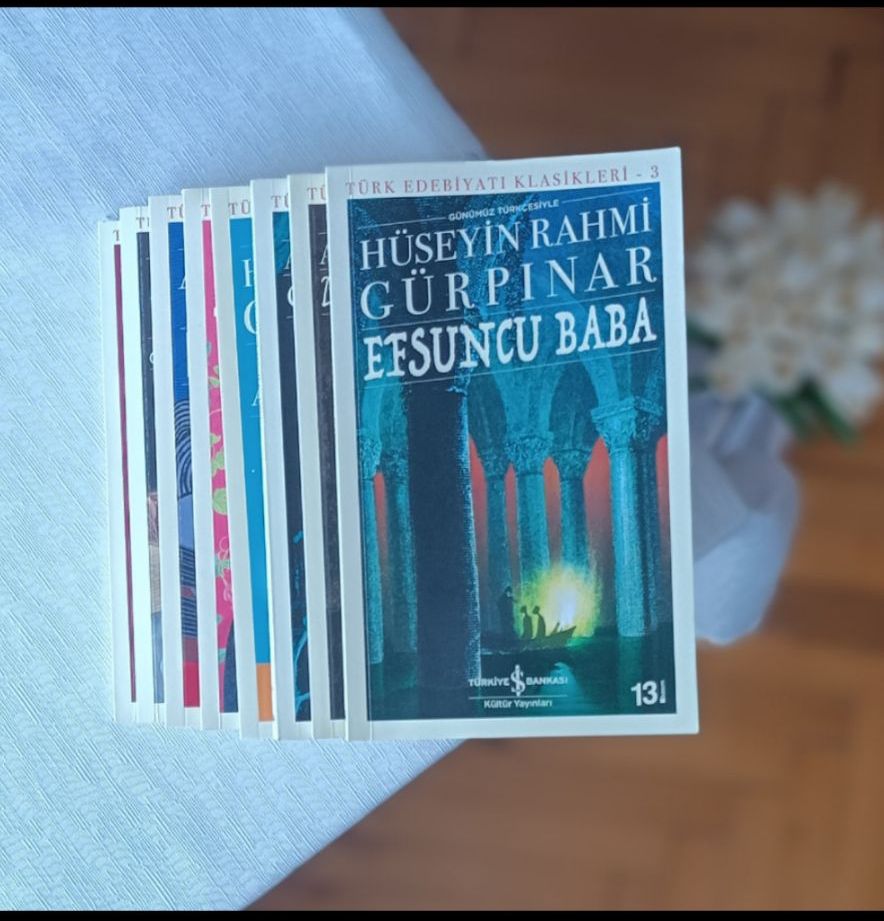 TÜRK EDEBİYATI KLASİKLERİ - 3
GÜNÜMÜZ TÜRKÇESİYLE
HÜSEYİN RAHMİ
GÜRPINAR
EFSUNCU BABA
TÜRKİYE İŞ BANKASI
Kültür Yayınları
13.